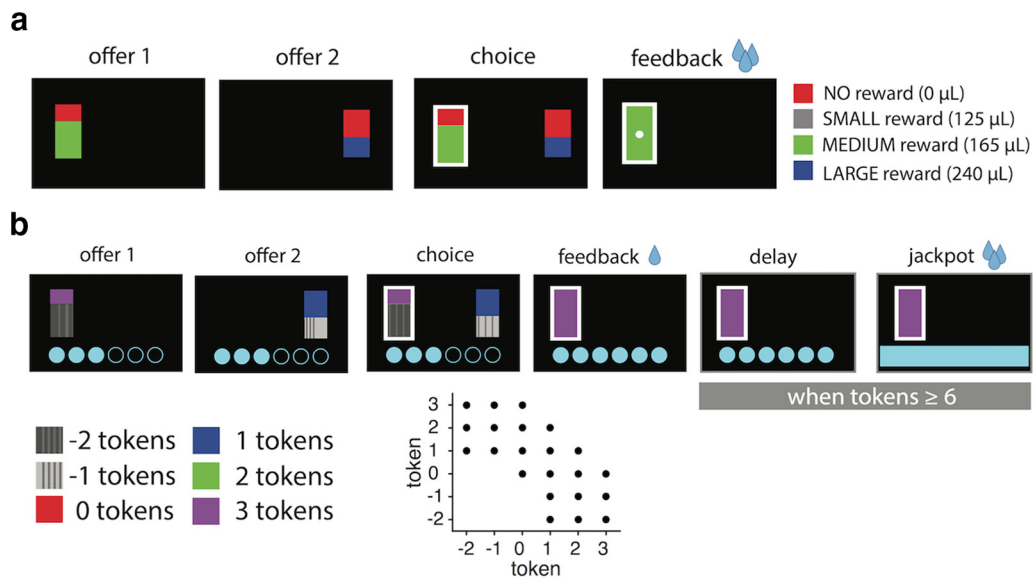 a
offer 1 offer 2 choice feedback
NO reward (0 µL)
SMALL reward (125 µL)
MEDIUM reward (165 µL)
LARGE reward (240 µL)
b
offer 1 offer 2 choice feedback delay jackpot
when tokens ≥ 6
-2 tokens 1 tokens
-1 tokens 2 tokens
0 tokens 3 tokens
token
3
2
1
0
-1
-2
-2 -1 0 1 2 3
token